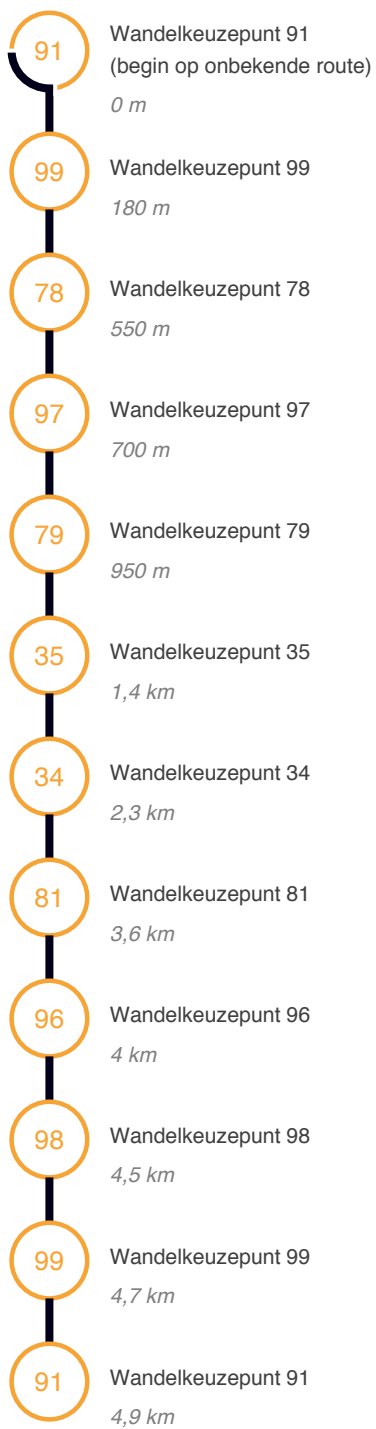 91
Wandelkeuzepunt 91
(begin op onbekende route)
0 m
99
Wandelkeuzepunt 99
180 m
78
Wandelkeuzepunt 78
550 m
97
Wandelkeuzepunt 97
700 m
79
Wandelkeuzepunt 79
950 m
35
Wandelkeuzepunt 35
1,4 km
34
Wandelkeuzepunt 34
2,3 km
81
Wandelkeuzepunt 81
3,6 km
96
Wandelkeuzepunt 96
4 km
98
Wandelkeuzepunt 98
4,5 km
99
Wandelkeuzepunt 99
4,7 km
91
Wandelkeuzepunt 91
4,9 km